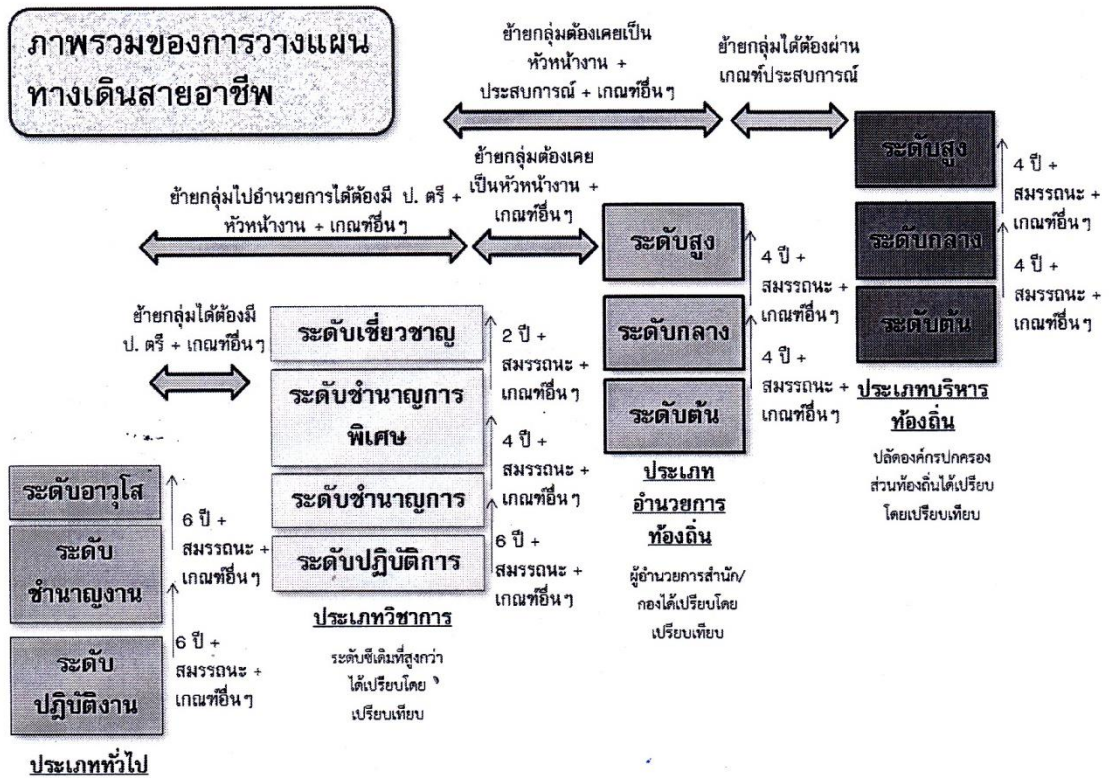 ภาพรวมของการวางแผน
ทางเดินสายอาชีพ
ย้ายกลุ่มต้องเคยเป็น
หัวหน้างาน +
ประสบการณ์ + เกณฑ์อื่นๆ
ย้ายกลุ่มได้ต้องผ่าน
เกณฑ์ประสบการณ์
ย้ายกลุ่มไปอำนวยการได้ต้องมี ป. ตรี +
หัวหน้างาน + เกณฑ์อื่นๆ
ย้ายกลุ่มต้องเคย
เป็นหัวหน้างาน +
เกณฑ์อื่นๆ
ย้ายกลุ่มได้ต้องมี
ป. ตรี + เกณฑ์อื่นๆ
ระดับอาวุโส
6 ปี +
สมรรถนะ +
เกณฑ์อื่นๆ
ระดับ
ชำนาญงาน
6 ปี +
สมรรถนะ +
เกณฑ์อื่นๆ
ระดับ
ปฏิบัติงาน
ประเภททั่วไป
ระดับเชี่ยวชาญ
2 ปี +
สมรรถนะ +
เกณฑ์อื่นๆ
ระดับชำนาญการ
พิเศษ
4 ปี +
สมรรถนะ +
เกณฑ์อื่นๆ
ระดับชำนาญการ
6 ปี +
สมรรถนะ +
เกณฑ์อื่นๆ
ระดับปฏิบัติการ
ประเภทวิชาการ
ระดับซีเดิมที่สูงกว่า
ได้เปรียบโดย
เปรียบเทียบ
ระดับสูง
4 ปี +
สมรรถนะ +
เกณฑ์อื่นๆ
ระดับกลาง
4 ปี +
สมรรถนะ +
เกณฑ์อื่นๆ
ระดับต้น
ประเภท
อำนวยการ
ท้องถิ่น
ผู้อำนวยการสำนัก/
กองได้เปรียบโดย
เปรียบเทียบ
ระดับสูง
4 ปี +
สมรรถนะ +
เกณฑ์อื่นๆ
ระดับกลาง
4 ปี +
สมรรถนะ +
เกณฑ์อื่นๆ
ระดับต้น
ประเภทบริหาร
ท้องถิ่น
ปลัดองค์กรปกครอง
ส่วนท้องถิ่นได้เปรียบ
โดยเปรียบเทียบ